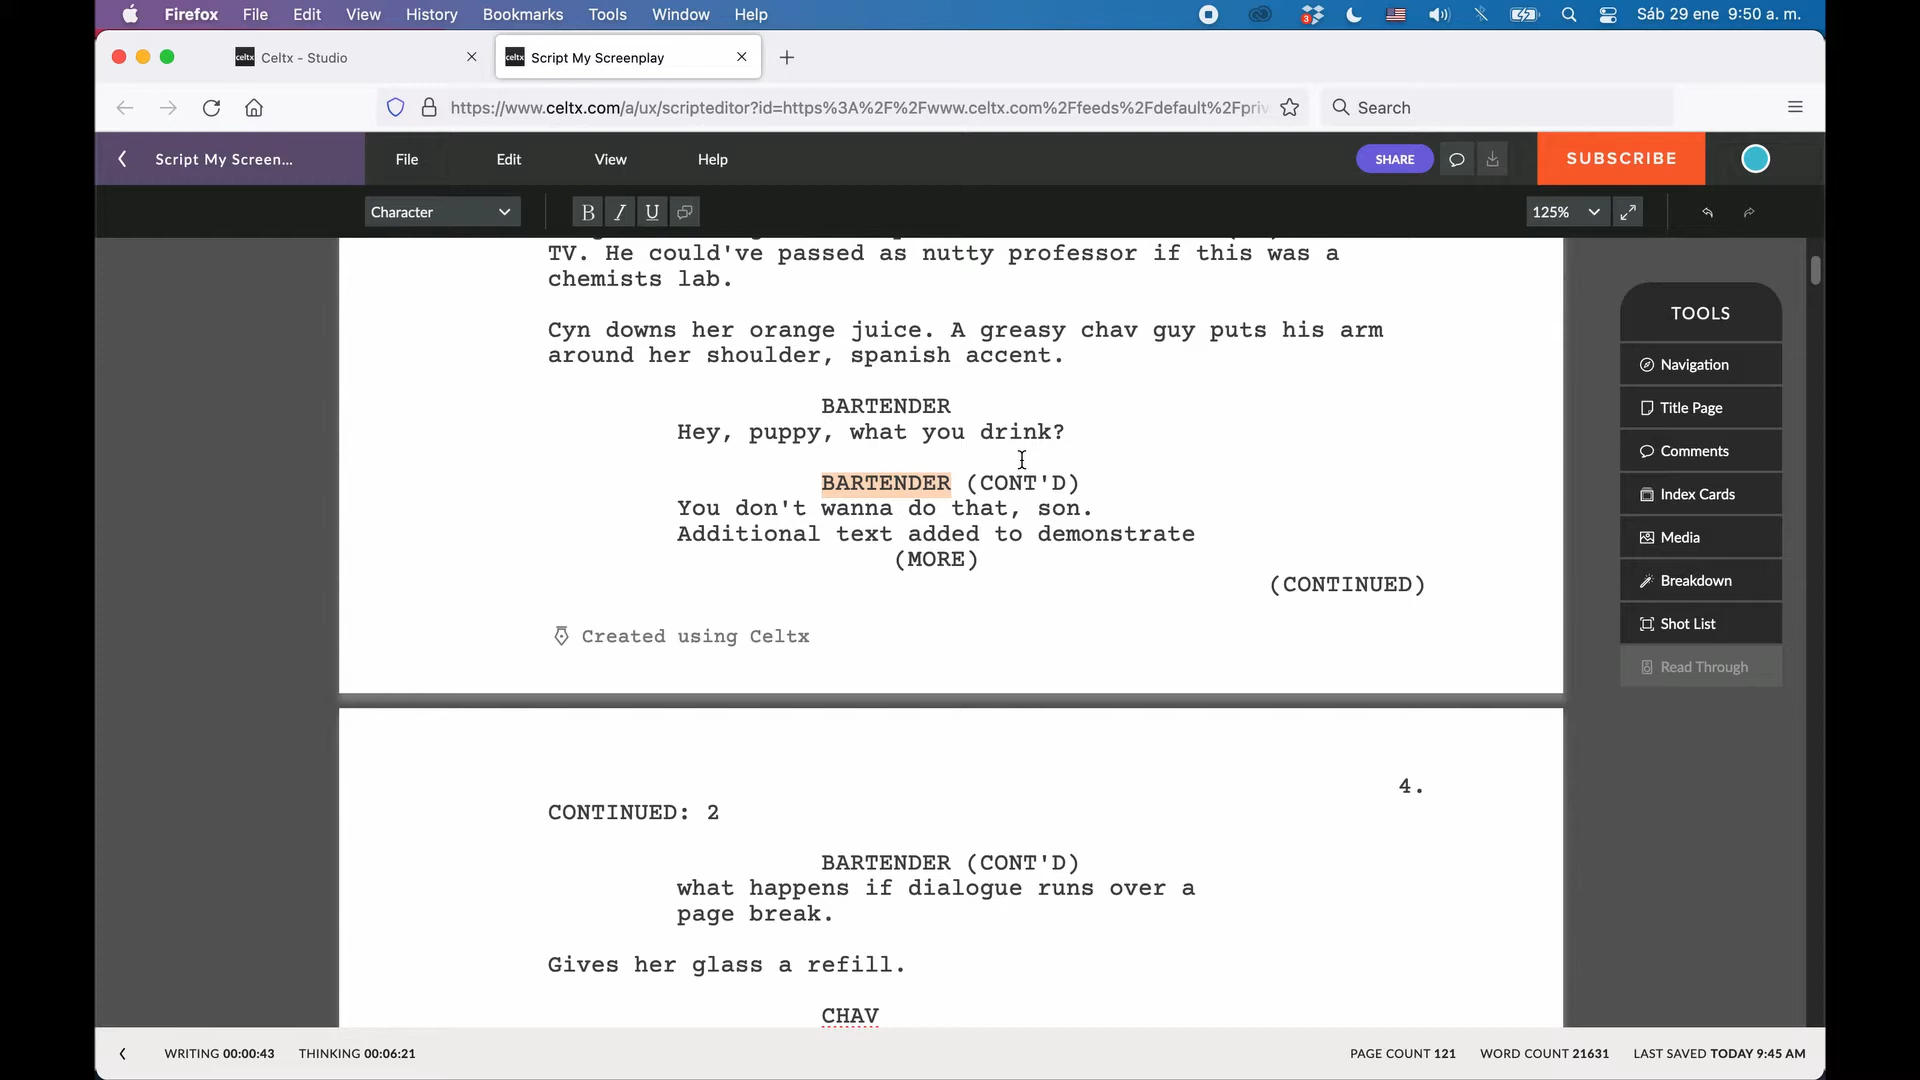 Firefox File Edit View History Bookmarks Tools Window Help
3
Sáb 29 ene 9:50 a. m.
celtx Celtx - Studio
celtx Script My Screenplay
https://www.celtx.com/a/ux/scripteditor?id=https%3A%2F%2Fwww.celtx.com%2Ffeeds%2Fdefault%2Fpriv
Search
Script My Screen...
File Edit View Help
SHARE
SUBSCRIBE
Character
B I U
125%
TV. He could've passed as nutty professor if this was a
chemists lab.
Cyn downs her orange juice. A greasy chav guy puts his arm
around her shoulder, spanish accent.
BARTENDER
Hey, puppy, what you drink?
BARTENDER (CONT'D)
You don't wanna do that, son.
Additional text added to demonstrate
(MORE)
(CONTINUED)
Created using Celtx
4.
CONTINUED: 2
BARTENDER (CONT'D)
what happens if dialogue runs over a
page break.
Gives her glass a refill.
CHAV
TOOLS
Navigation
Title Page
Comments
Index Cards
Media
Breakdown
Shot List
Read Through
WRITING 00:00:43 THINKING 00:06:21
PAGE COUNT 121 WORD COUNT 21631 LAST SAVED TODAY 9:45 AM